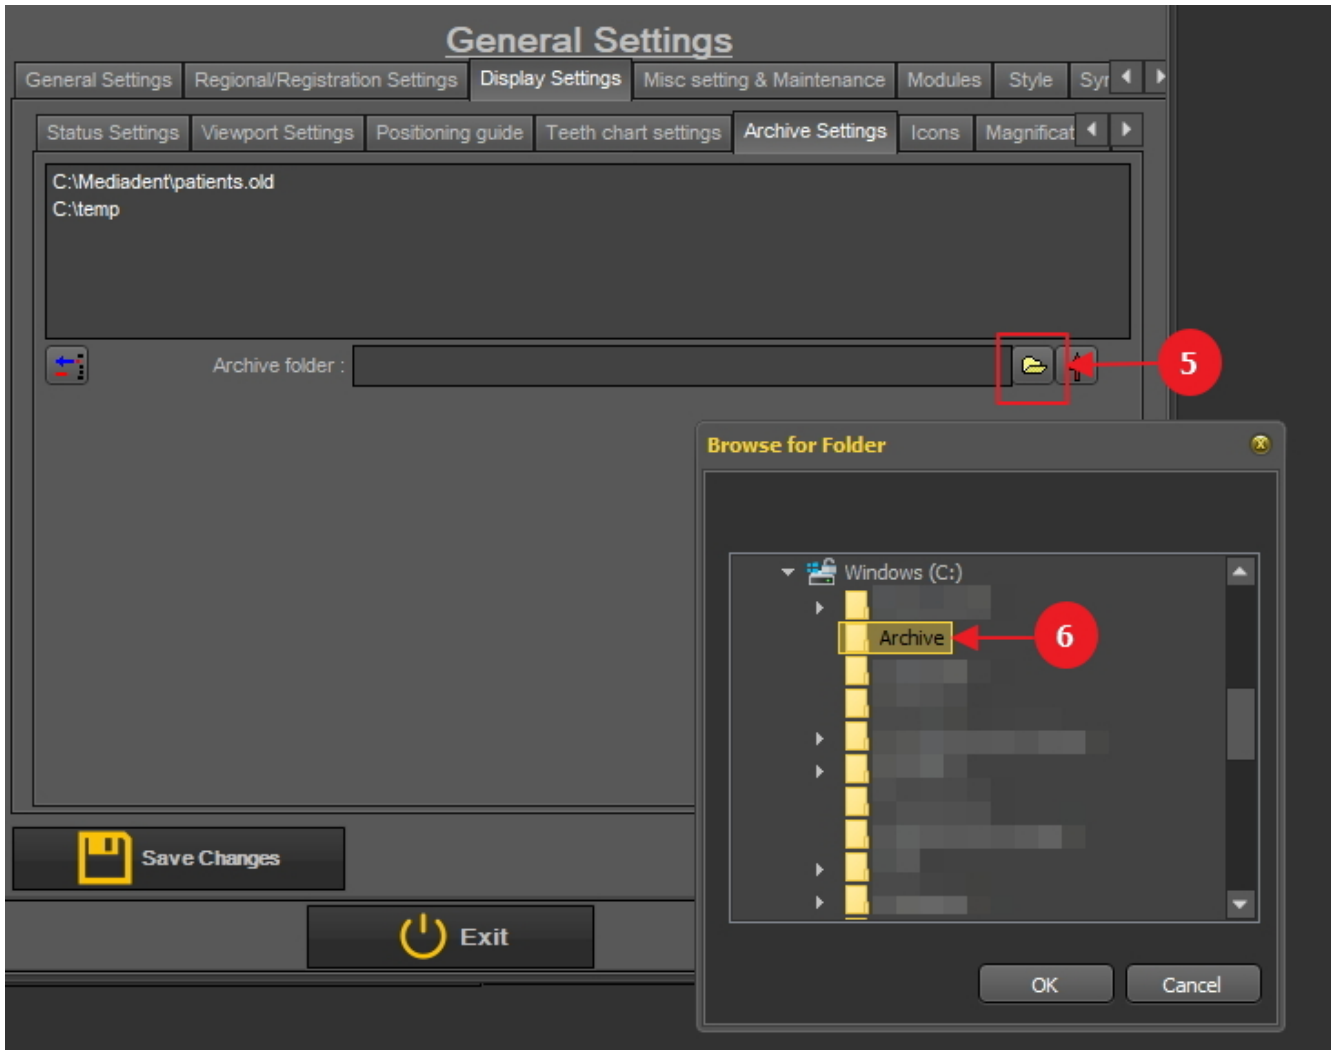 General Settings
General Settings Regional/Registration Settings Display Settings Misc setting & Maintenance Modules Style Syr
Status Settings Viewport Settings Positioning guide Teeth chart settings Archive Settings Icons Magnificat
C:\Mediadent\patients.old
C:\temp
Archive folder :
5
Browse for Folder
Windows (C:)
Archive
6
Save Changes
Exit
OK Cancel